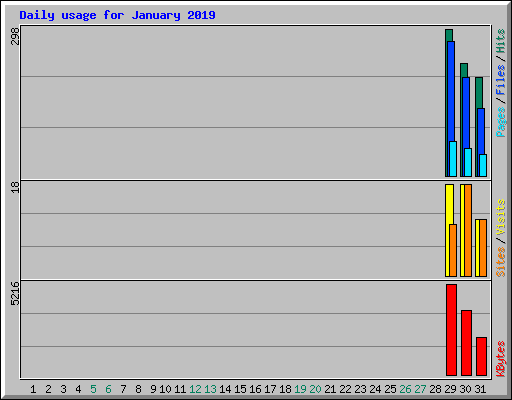 Daily usage for January 2019
298
Pages/Files/Hits
18
Sites/Visits
5216
KBytes
1 2 3 4 5 6 7 8 9 10 11 12 13 14 15 16 17 18 19 20 21 22 23 24 25 26 27 28 29 30 31